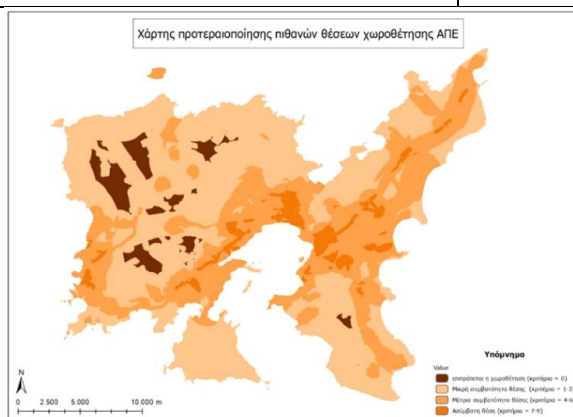 Χάρτης προτεραιοποίησης πιθανών θέσεων χωροθέτησης ΑΠΕ
Υπόμνημα
Value
επιτρέπεται η χωροθέτηση (κριτήρια = 0)
Μικρή συμβατότητα θέσης (κριτήρια = 1-3
Μέτρια συμβατότητα θέσης (κριτήρια = 4-6
Ασύμβατη θέση (κριτήρια = 7-9)
N
0 2.500 5.000 10.000 m